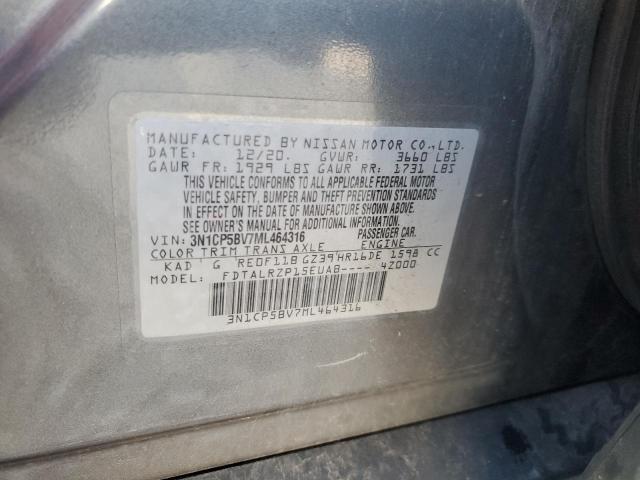 MANUFACTURED BY NISSAN MOTOR CO.,LTD.
DATE: 12/20. GVWR: 3660 LBS
GAWR FR: 1929 LBS GAWR RR: 1731 LBS
THIS VEHICLE CONFORMS TO ALL APPLICABLE FEDERAL MOTOR
VEHICLE SAFETY, BUMPER AND THEFT PREVENTION STANDARDS
IN EFFECT ON THE DATE OF MANUFACTURE SHOWN ABOVE.
SEE OWNER'S MANUAL FOR ADDITIONAL INFORMATION.
VIN: 3N1CP5BV7ML464316 PASSENGER CAR
COLOR TRIM TRANS AXLE ENGINE
KAD G RE0F11B GZ39 HR16DE 1598 CC
MODEL: FDTALRZP15EUA8---- 42000
3N1CP5BV7ML464316